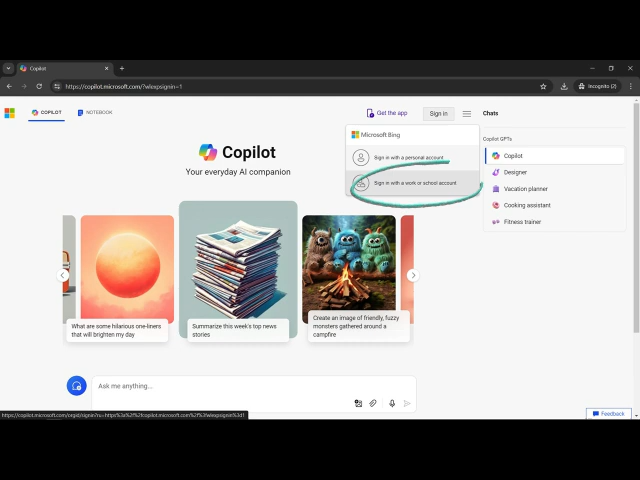 Copilot
https://copilot.microsoft.com/?wlexpsignin=1
Incognito (2)
COPILOT
NOTEBOOK
Get the app
Sign in
Chats
Microsoft Bing
Sign in with a personal account
Sign in with a work or school account
Copilot GPTs
Copilot
Designer
Vacation planner
Cooking assistant
Fitness trainer
Copilot
Your everyday AI companion
What are some hilarious one-liners
that will brighten my day
Summarize this week's top news
stories
Create an image of friendly, fuzzy
monsters gathered around a
campfire
Ask me anything...
Feedback